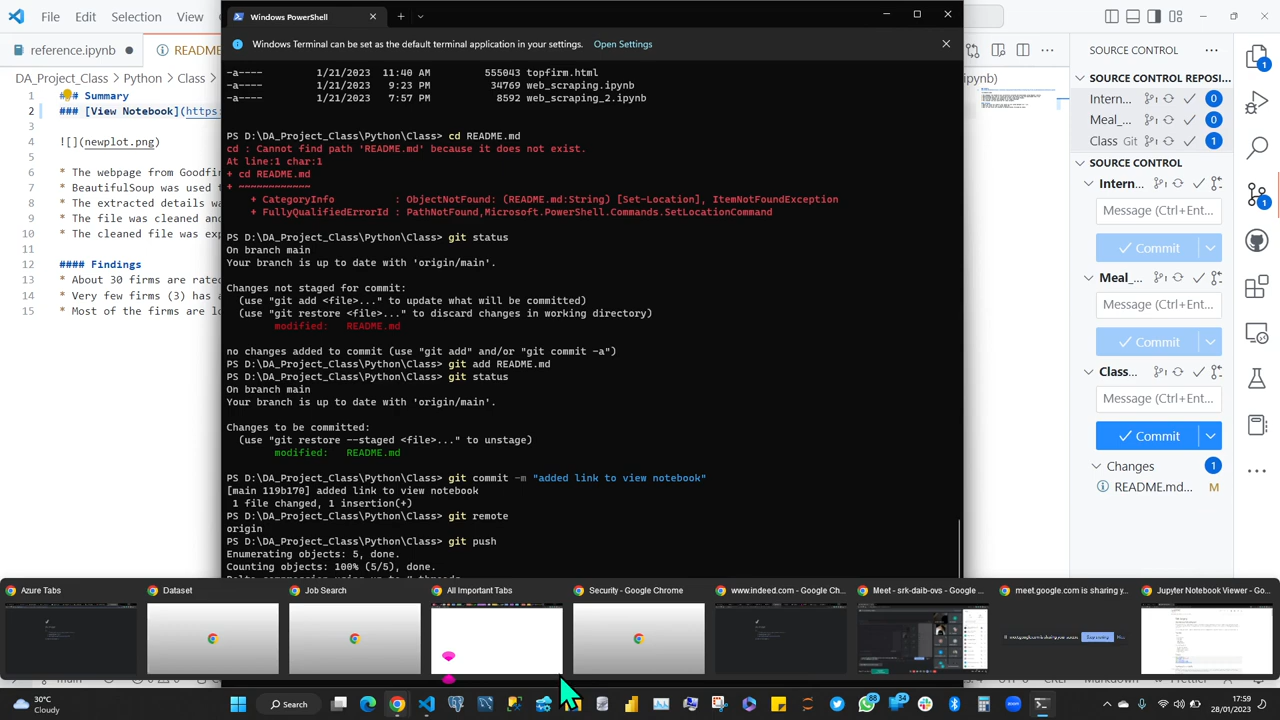 File
Edit
Selection
View
Windows PowerShell
reference.ipynb
README
Windows Terminal can be set as the default terminal application in your settings.
Open Settings
SOURCE CONTROL
DA_Project_Class > Python > Class >
ipynb)
SOURCE CONTROL REPOSI...
1 ### Summary
2 ### [View Notebook](https:
3
4 ![](newplot.png)
5
6 * The webpage from Goodfin
7 * BeautifulSoup was used
8 * The extracted details wa
9 * The file was cleaned and
10 * The cleaned file was exp
11
12 #### Findings
13 * About 30 firms are rated
14 * Very few firms (3) has a
15 * Most of the firms are lo
-a---- 1/21/2023 11:40 AM 555043 topfirm.html
-a---- 1/21/2023 9:23 PM 34769 web_scraping.ipynb
-a---- 1/21/2023 7:57 PM 8592 web_scraping_2.ipynb
PS D:\DA_Project_Class\Python\Class> cd README.md
cd : Cannot find path 'README.md' because it does not exist.
At line:1 char:1
+ cd README.md
+ ~~~~~~~~~~~~
+ CategoryInfo : ObjectNotFound: (README.md:String) [Set-Location], ItemNotFoundException
+ FullyQualifiedErrorId : PathNotFound,Microsoft.PowerShell.Commands.SetLocationCommand
PS D:\DA_Project_Class\Python\Class> git status
On branch main
Your branch is up to date with 'origin/main'.
Changes not staged for commit:
(use "git add <file>..." to update what will be committed)
(use "git restore <file>..." to discard changes in working directory)
modified: README.md
no changes added to commit (use "git add" and/or "git commit -a")
PS D:\DA_Project_Class\Python\Class> git add README.md
PS D:\DA_Project_Class\Python\Class> git status
On branch main
Your branch is up to date with 'origin/main'.
Changes to be committed:
(use "git restore --staged <file>..." to unstage)
modified: README.md
PS D:\DA_Project_Class\Python\Class> git commit -m "added link to view notebook"
[main 119b170] added link to view notebook
1 file changed, 1 insertion(+)
PS D:\DA_Project_Class\Python\Class> git remote
origin
PS D:\DA_Project_Class\Python\Class> git push
Enumerating objects: 5, done.
Counting objects: 100% (5/5), done.
Intern... 0
Meal_... 0
Class Git 1
SOURCE CONTROL
Intern...
Message (Ctrl+Ent...
Commit
Meal...
Message (Ctrl+Ent...
Commit
Class...
Message (Ctrl+Ent...
Commit
Changes 1
README.md... M
1
1
Azure Tabs
Dataset
Job Search
All Important Tabs
Security - Google Chrome
www.indeed.com - Google Ch...
Meet - srk-daib-ovs - Google ...
meet.google.com is sharing y...
Jupyter Notebook Viewer - Go...
30°C
Cloudy
Search
88
34
zoom
17:59
28/01/2023